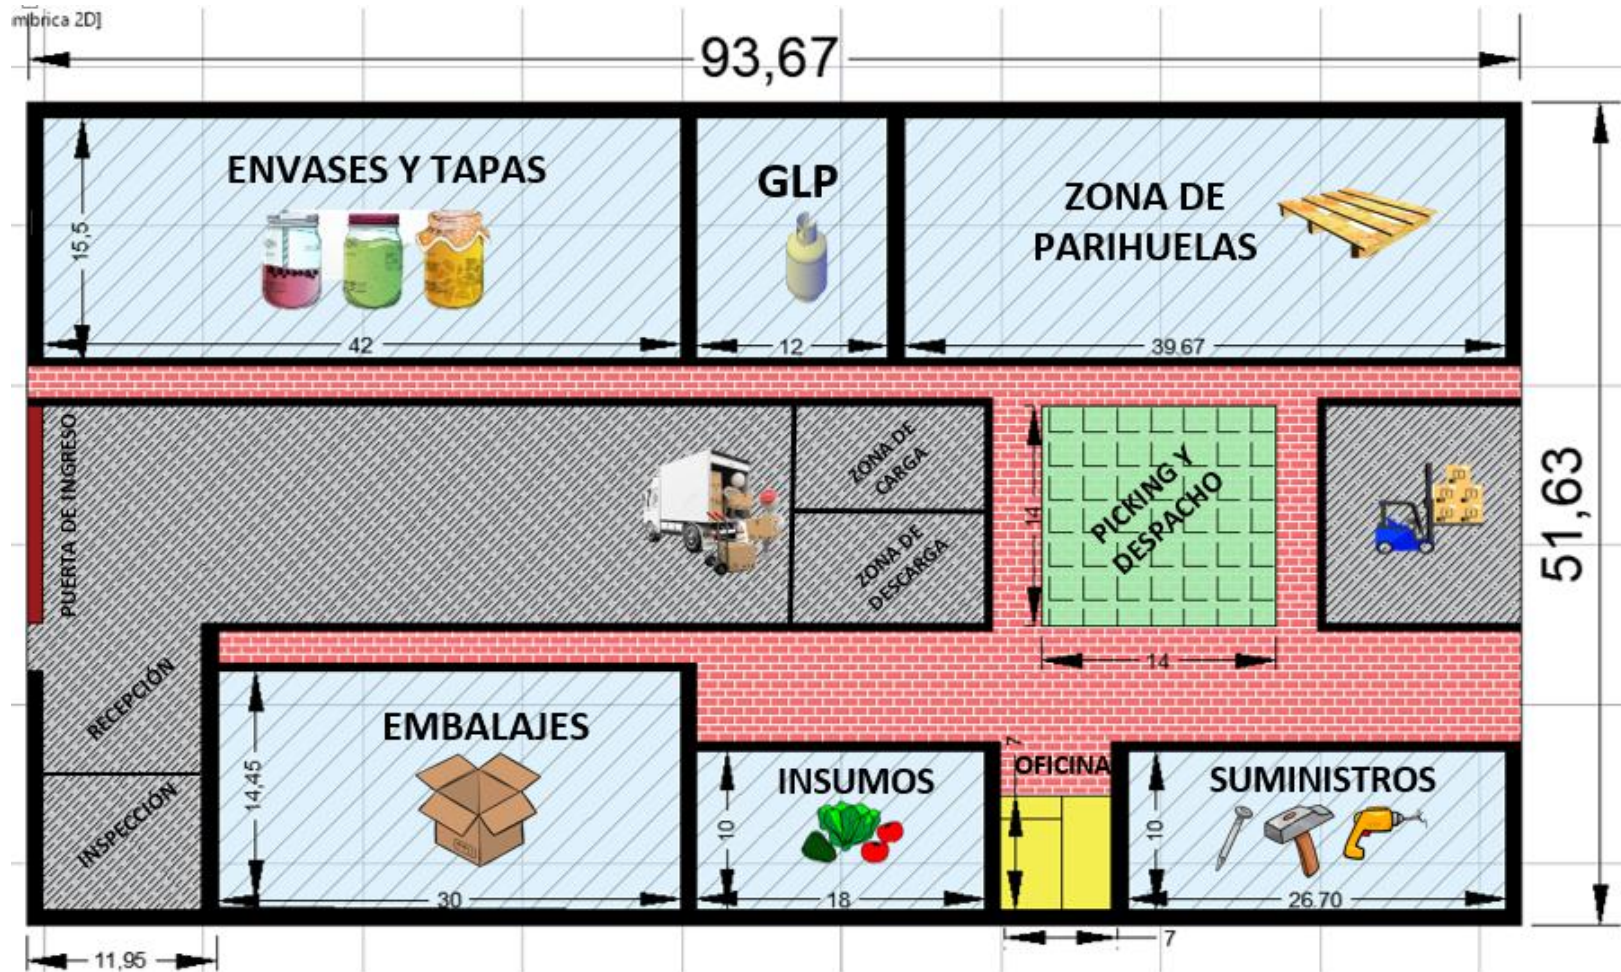 mbrica 2D]
93,67
ENVASES Y TAPAS
GLP
ZONA DE
PARIHUELAS
15,5
42
12
39.67
PUERTA DE INGRESO
ZONA DE
CARGA
ZONA DE
DESCARGA
14
PICKING Y
DESPACHO
14
51,63
RECEPCIÓN
INSPECCIÓN
EMBALAJES
14,45
30
INSUMOS
10
18
7
OFICINA
SUMINISTROS
10
26.70
11,95
7